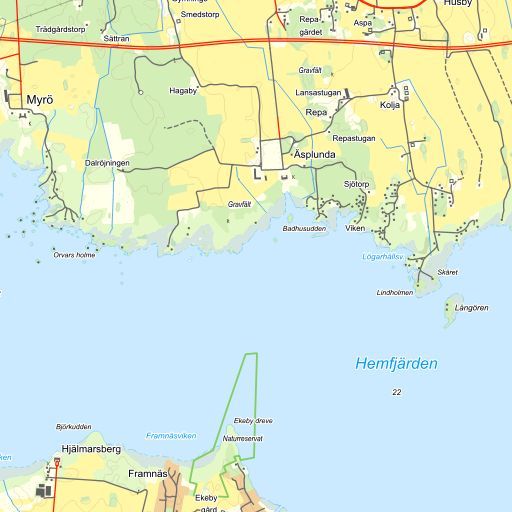 Smedstorp
Trädgårdstorp
Sättran
Repa-
gärdet
Aspa
Husby
Gravfält
Hagaby
Lansastugan
Kolja
Myrö
Repa
Repastugan
Äsplunda
Dalröjningen
Sjötorp
Gravfält
Badhusudden
Viken
Orvars holme
Lögarhällsv.
Skäret
Lindholmen
Långören
Hemfjärden
22
Björkudden
Ekeby dreve
Naturreservat
Framnäsviken
Hjälmarsberg
Framnäs
Ekeby
gård